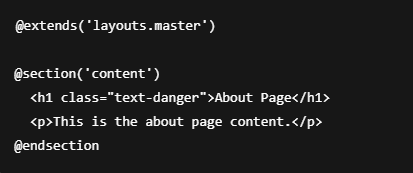 @extends('layouts.master')

@section('content')
  <h1 class="text-danger">About Page</h1>
  <p>This is the about page content.</p>
@endsection